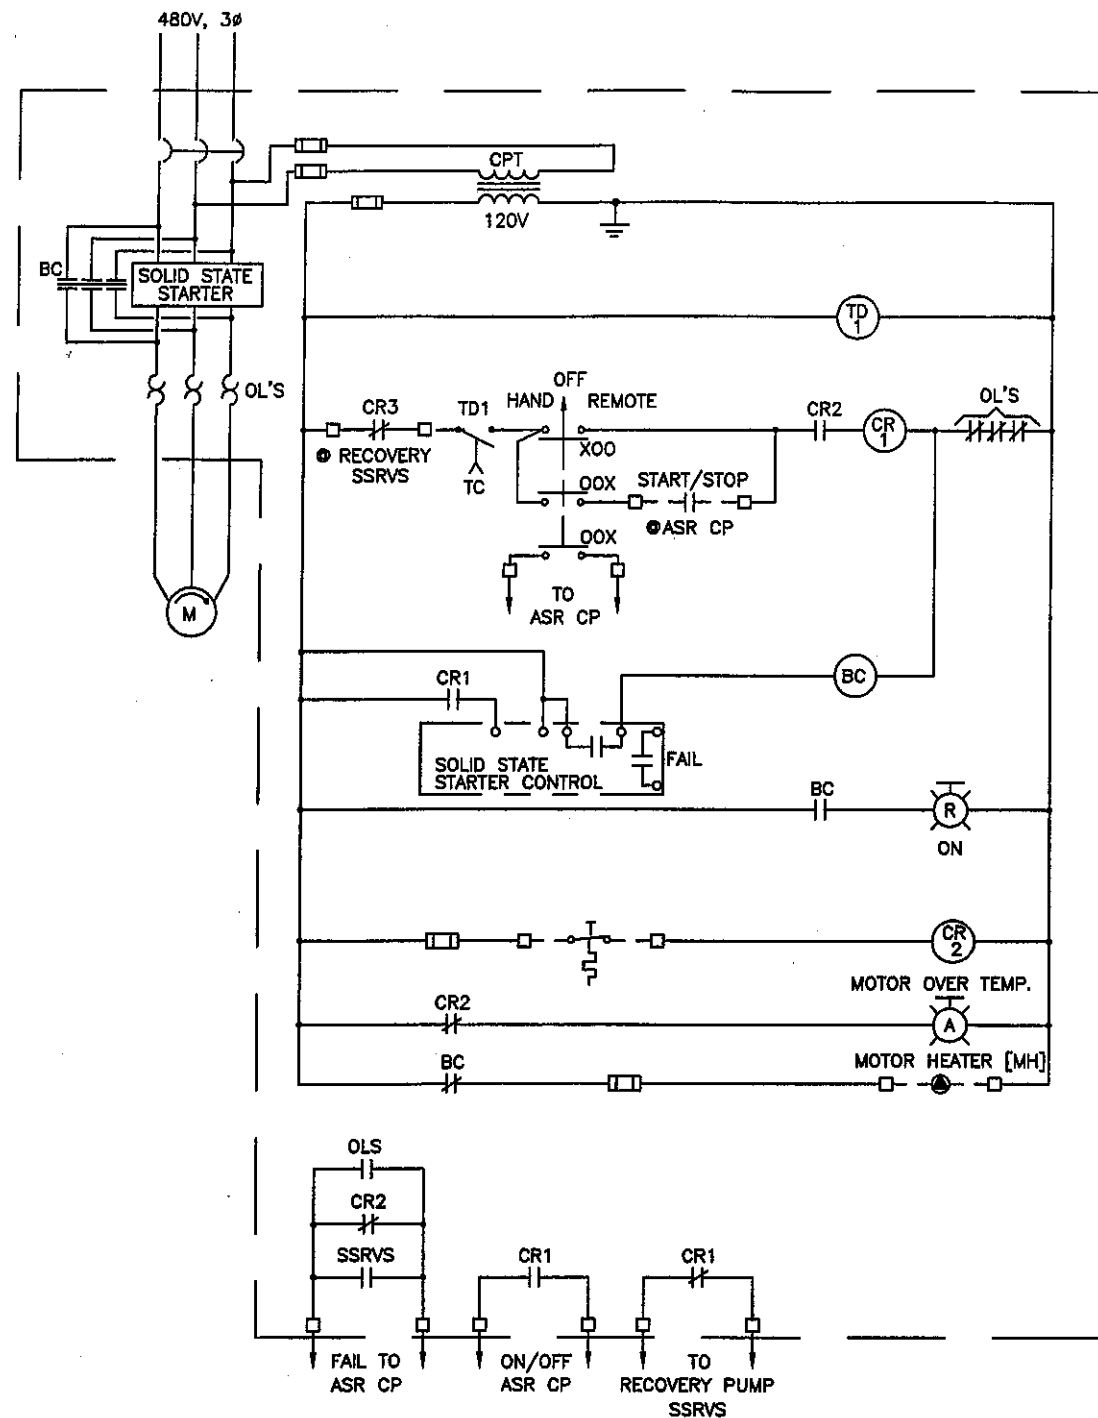 480V, 3ø
CPT
120V
BC
SOLID STATE
STARTER
TD
1
OL'S
OFF
HAND REMOTE
OL'S
CR3
TD1
CR2
CR
1
XOO
@ RECOVERY
SSRVS
TC
OOX
START/STOP
@ASR CP
OOX
TO
ASR CP
M
BC
CR1
SOLID STATE
STARTER CONTROL
FAIL
BC
R
ON
CR
2
MOTOR OVER TEMP.
CR2
A
BC
MOTOR HEATER [MH]
OLS
CR2
SSRVS
CR1
CR1
FAIL TO
ASR CP
ON/OFF
ASR CP
TO
RECOVERY PUMP
SSRVS